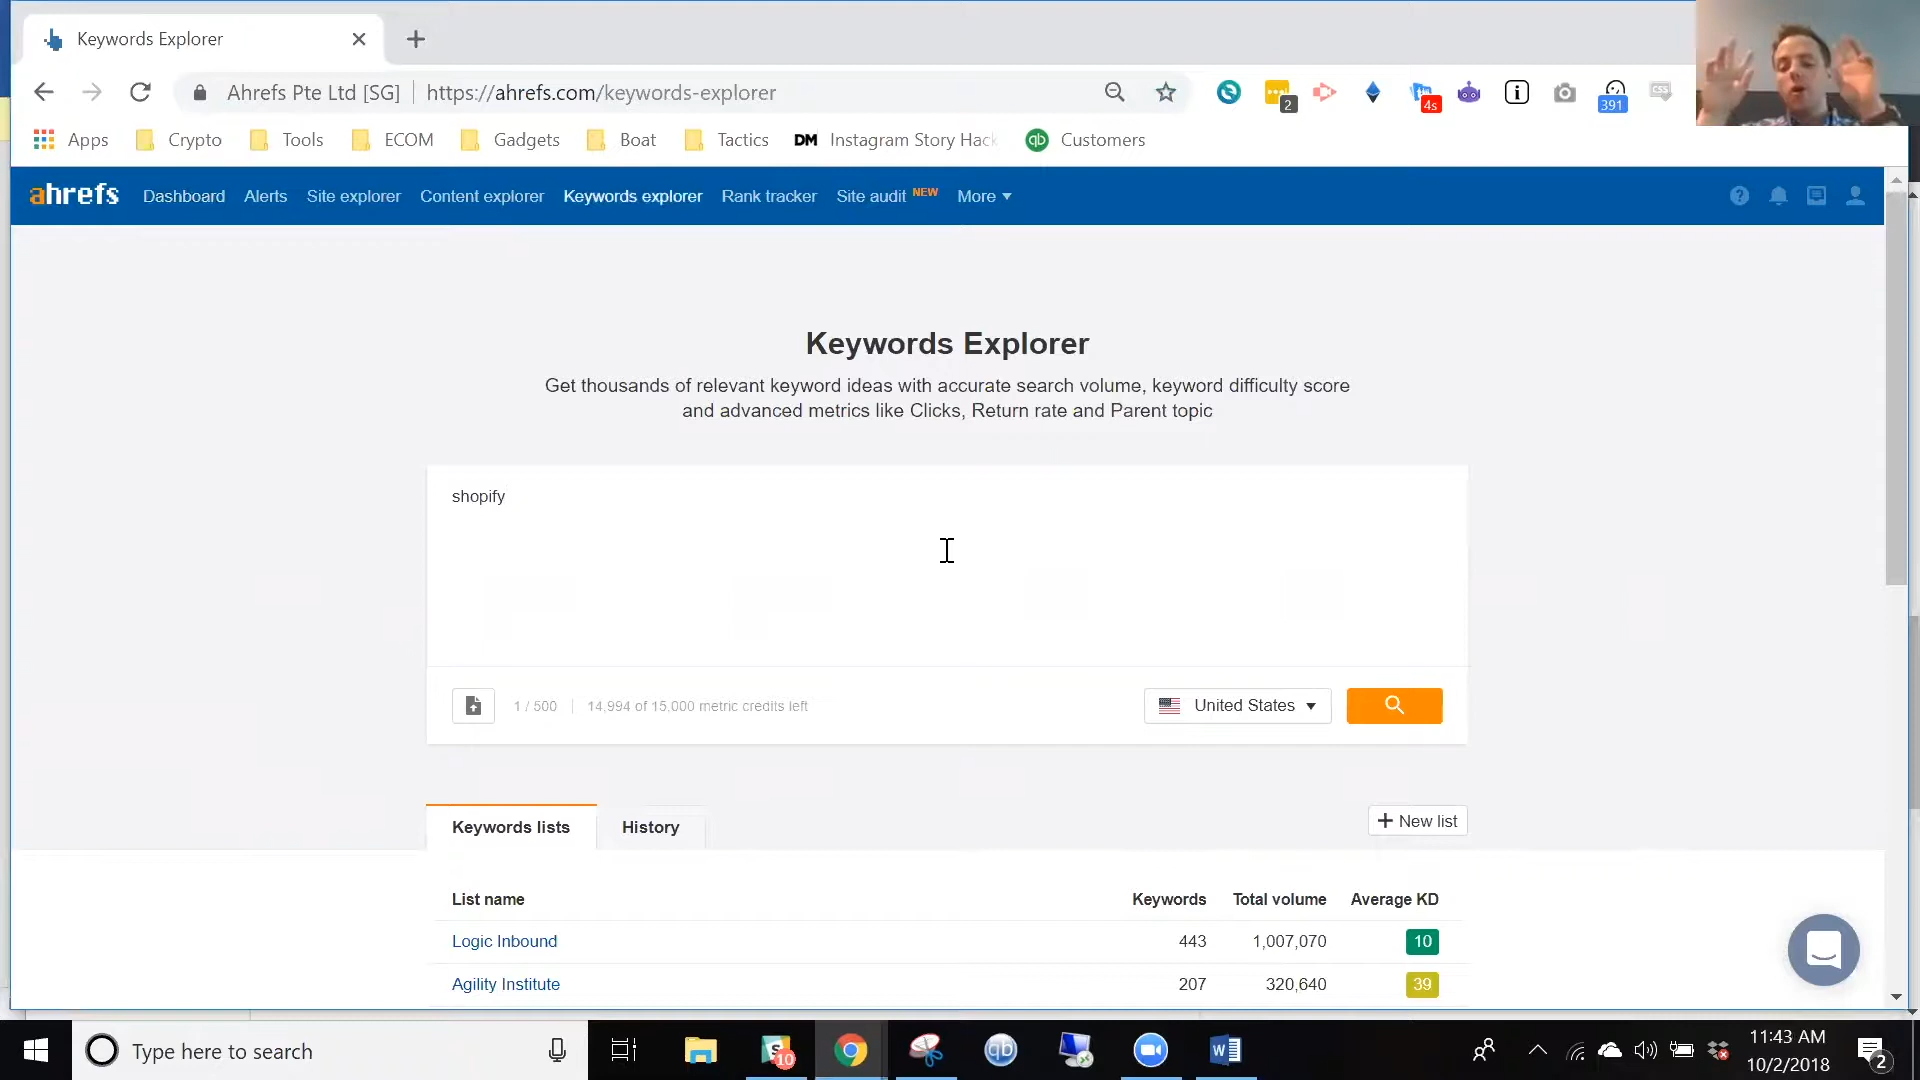 Keywords Explorer
Ahrefs Pte Ltd [SG] https://ahrefs.com/keywords-explorer
2
4s
391
CSS
Apps Crypto Tools ECOM Gadgets Boat Tactics DM Instagram Story Hack qb Customers
ahrefs Dashboard Alerts Site explorer Content explorer Keywords explorer Rank tracker Site audit NEW More
Keywords Explorer
Get thousands of relevant keyword ideas with accurate search volume, keyword difficulty score
and advanced metrics like Clicks, Return rate and Parent topic
shopify
1 / 500 14,994 of 15,000 metric credits left United States
Keywords lists History + New list
List name Keywords Total volume Average KD
Logic Inbound 443 1,007,070 10
Agility Institute 207 320,640 39
Type here to search
10
qb
11:43 AM
10/2/2018
2